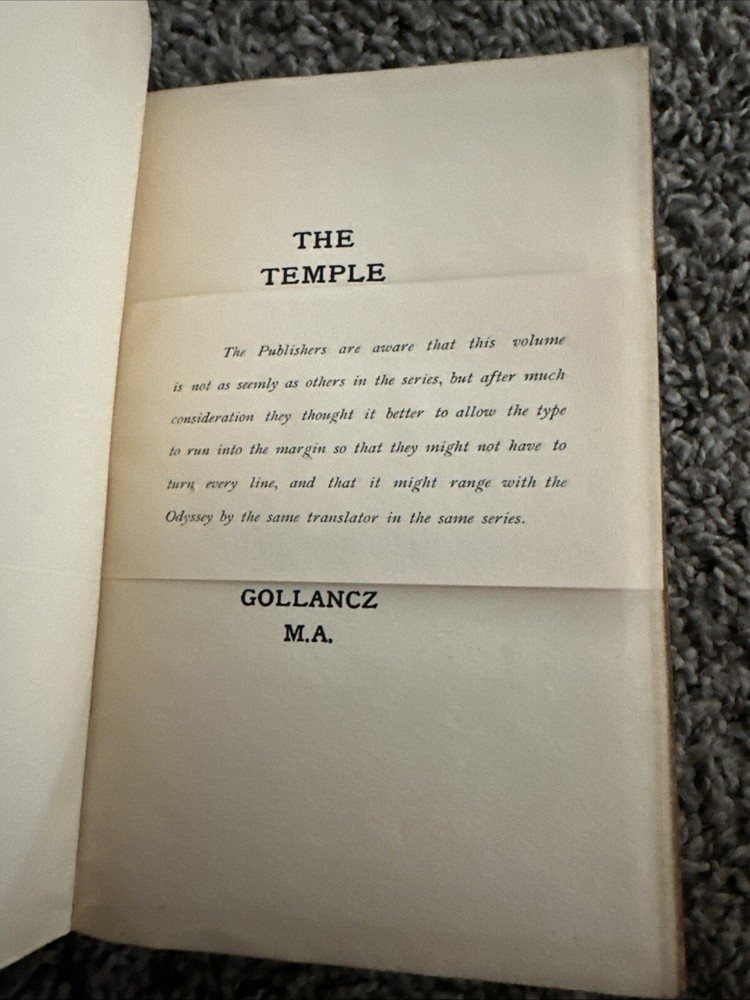 THE
TEMPLE
The Publishers are aware that this volume
is not as seemly as others in the series, but after much
consideration they thought it better to allow the type
to run into the margin so that they might not have to
turn every line, and that it might range with the
Odyssey by the same translator in the same series.
GOLLANCZ
M.A.